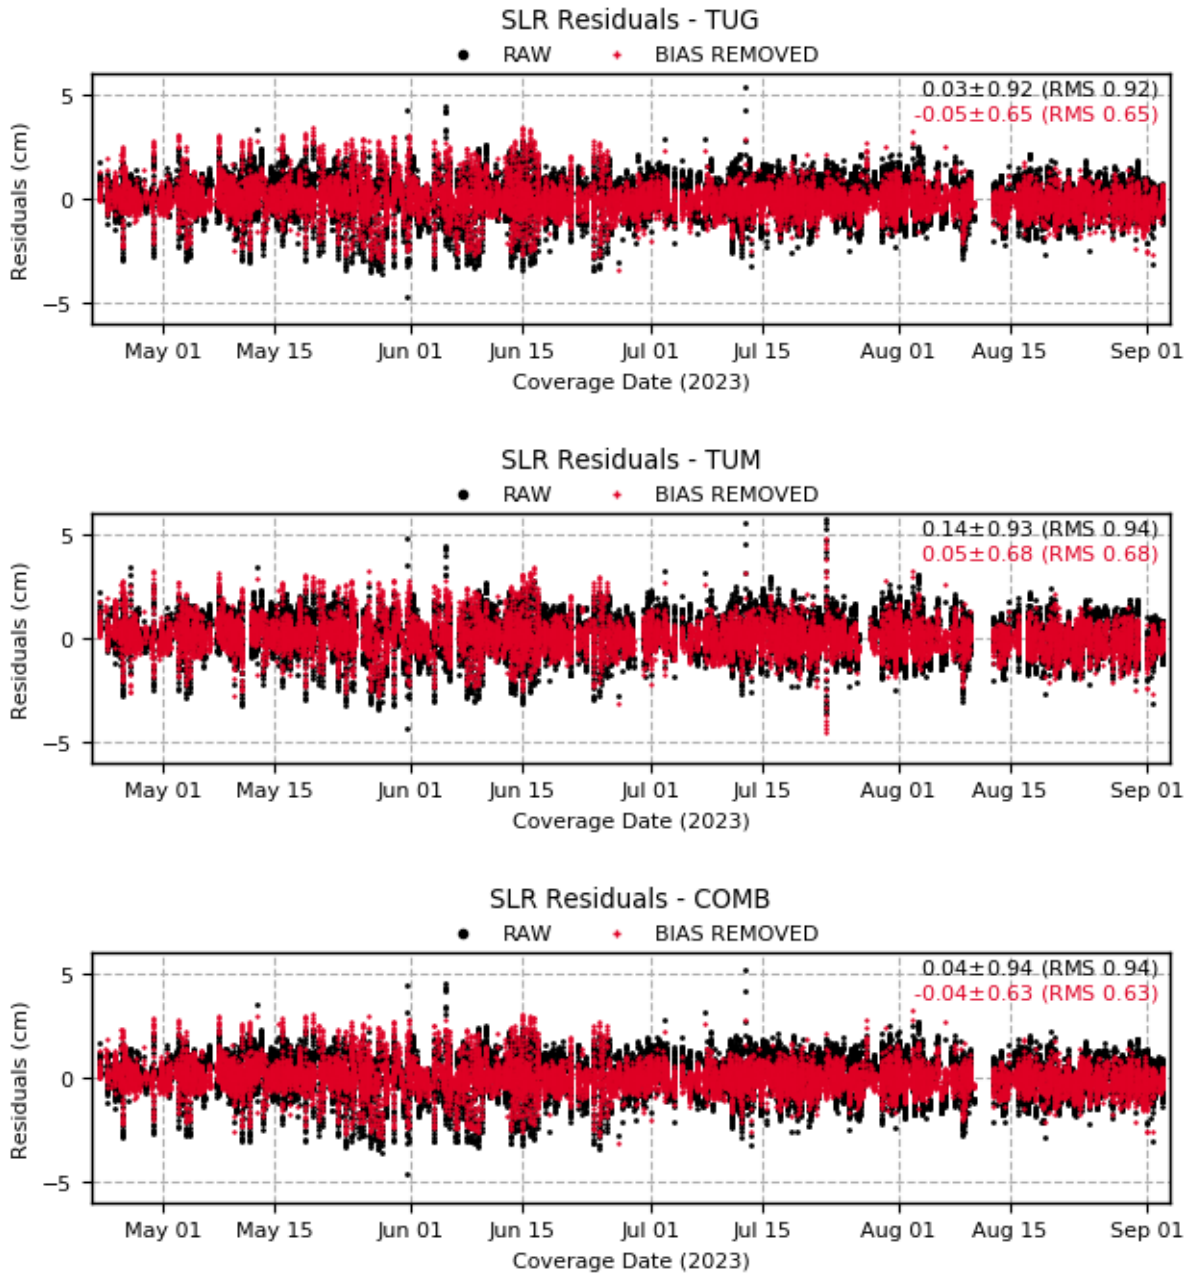 SLR Residuals - TUG
RAW BIAS REMOVED
0.03±0.92 (RMS 0.92)
-0.05±0.65 (RMS 0.65)
5
0
−5
Residuals (cm)
May 01 May 15 Jun 01 Jun 15 Jul 01 Jul 15 Aug 01 Aug 15 Sep 01
Coverage Date (2023)
SLR Residuals - TUM
RAW BIAS REMOVED
0.14±0.93 (RMS 0.94)
0.05±0.68 (RMS 0.68)
5
0
−5
Residuals (cm)
May 01 May 15 Jun 01 Jun 15 Jul 01 Jul 15 Aug 01 Aug 15 Sep 01
Coverage Date (2023)
SLR Residuals - COMB
RAW BIAS REMOVED
0.04±0.94 (RMS 0.94)
-0.04±0.63 (RMS 0.63)
5
0
−5
Residuals (cm)
May 01 May 15 Jun 01 Jun 15 Jul 01 Jul 15 Aug 01 Aug 15 Sep 01
Coverage Date (2023)